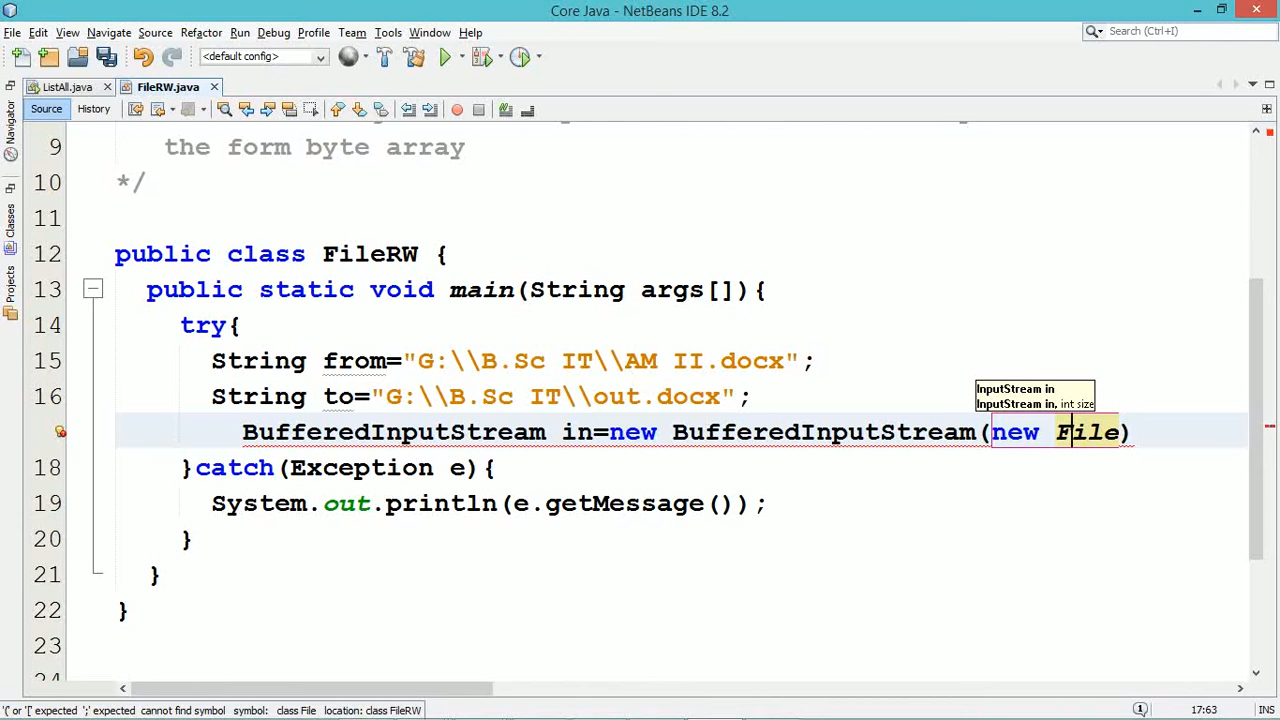 Core Java - NetBeans IDE 8.2
File Edit View Navigate Source Refactor Run Debug Profile Team Tools Window Help
Search (Ctrl+I)
<default config>
ListAll.java FileRW.java
Source History
Navigator
Classes
Projects
9 the form byte array
10 */
11
12 public class FileRW {
13 public static void main(String args[]){
14 try{
15 String from="G:\\B.Sc IT\\AM II.docx";
InputStream in
16 String to="G:\\B.Sc IT\\out.docx";
InputStream in, int size
BufferedInputStream in=new BufferedInputStream(new File)
18 }catch(Exception e){
19 System.out.println(e.getMessage());
20 }
21 }
22 }
23
'(' or '[' expected ';' expected cannot find symbol symbol: class File location: class FileRW
17:63 INS